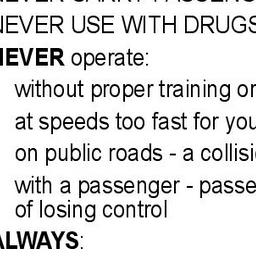 NEVER USE WITH DRUGS
NEVER operate:
without proper training or
at speeds too fast for you
on public roads - a collisi
with a passenger - passe
of losing control
ALWAYS: